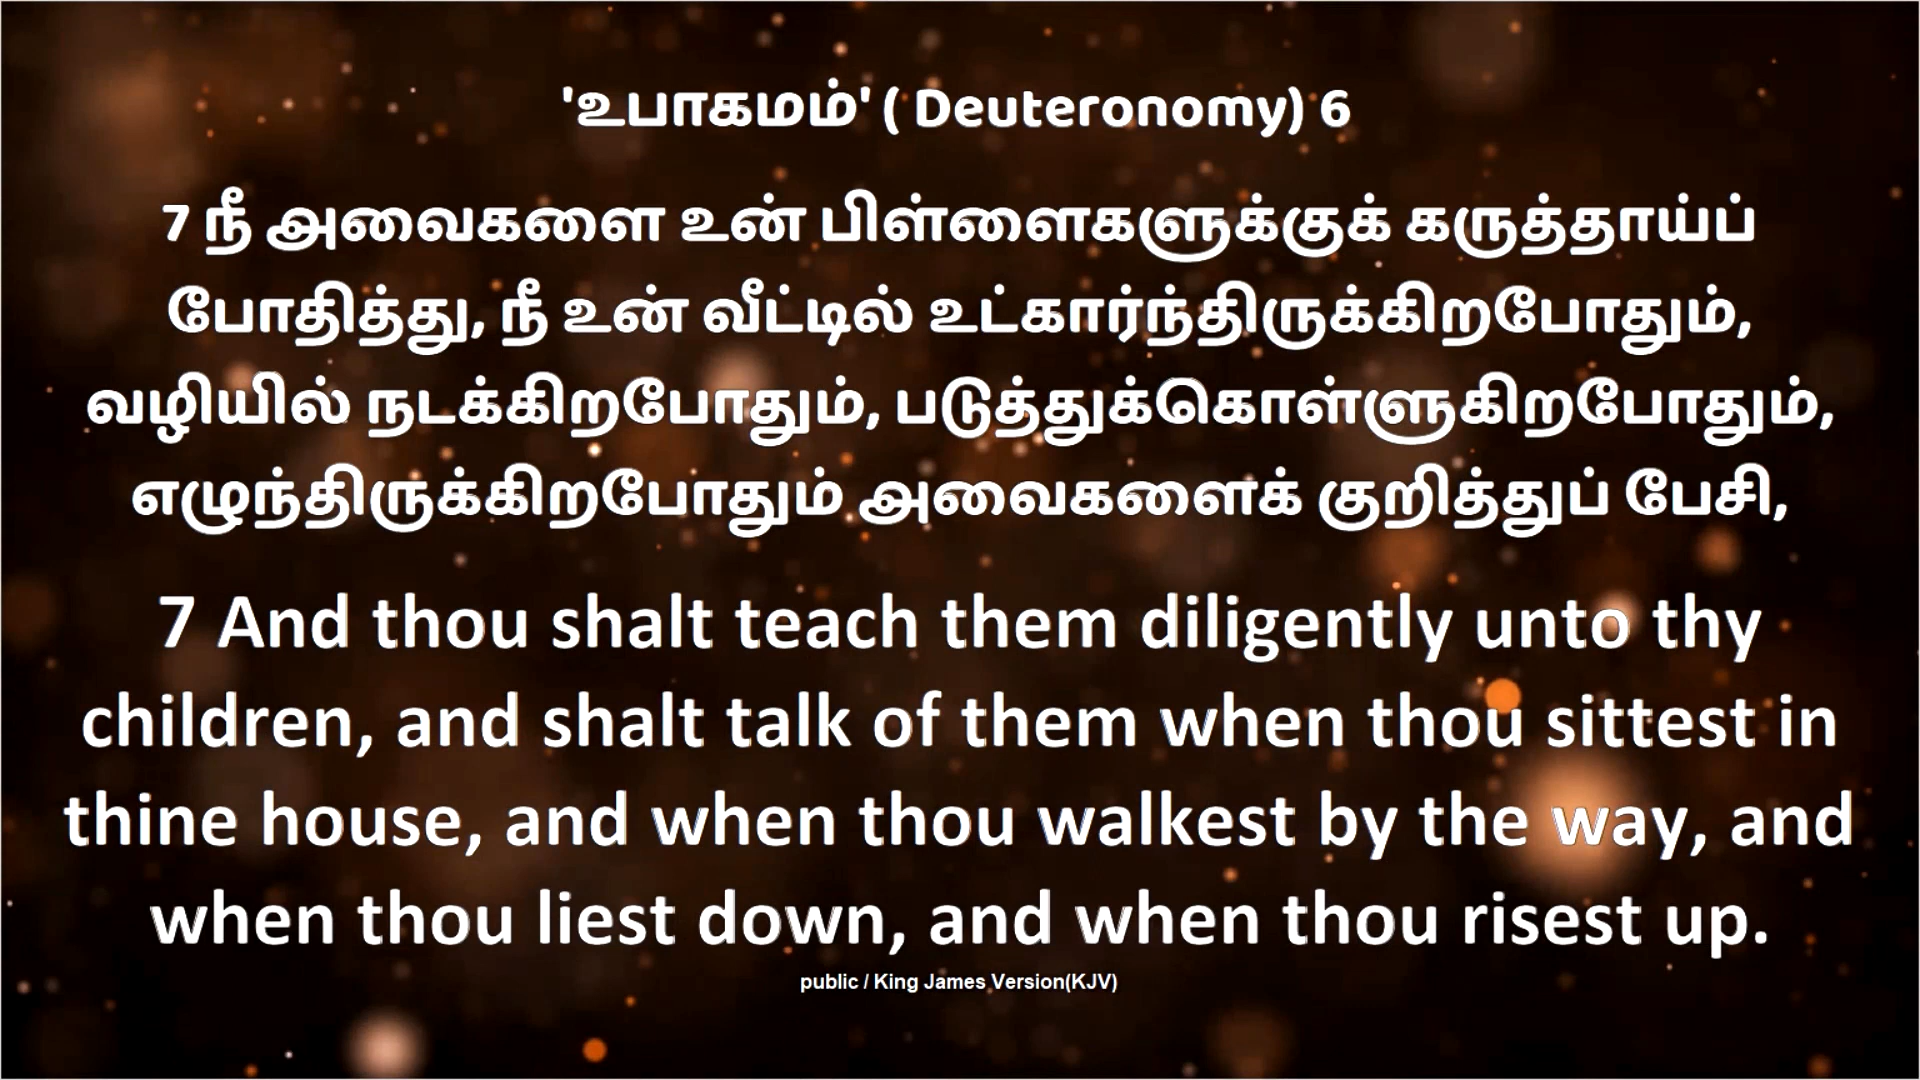 'உபாகமம்' ( Deuteronomy) 6
7 நீ அவைகளை உன் பிள்ளைகளுக்குக் கருத்தாய்ப்
போதித்து, நீ உன் வீட்டில் உட்கார்ந்திருக்கிறபோதும்,
வழியில் நடக்கிறபோதும், படுத்துக்கொள்ளுகிறபோதும்,
எழுந்திருக்கிறபோதும் அவைகளைக் குறித்துப் பேசி,
7 And thou shalt teach them diligently unto thy
children, and shalt talk of them when thou sittest in
thine house, and when thou walkest by the way, and
when thou liest down, and when thou risest up.
public / King James Version(KJV)